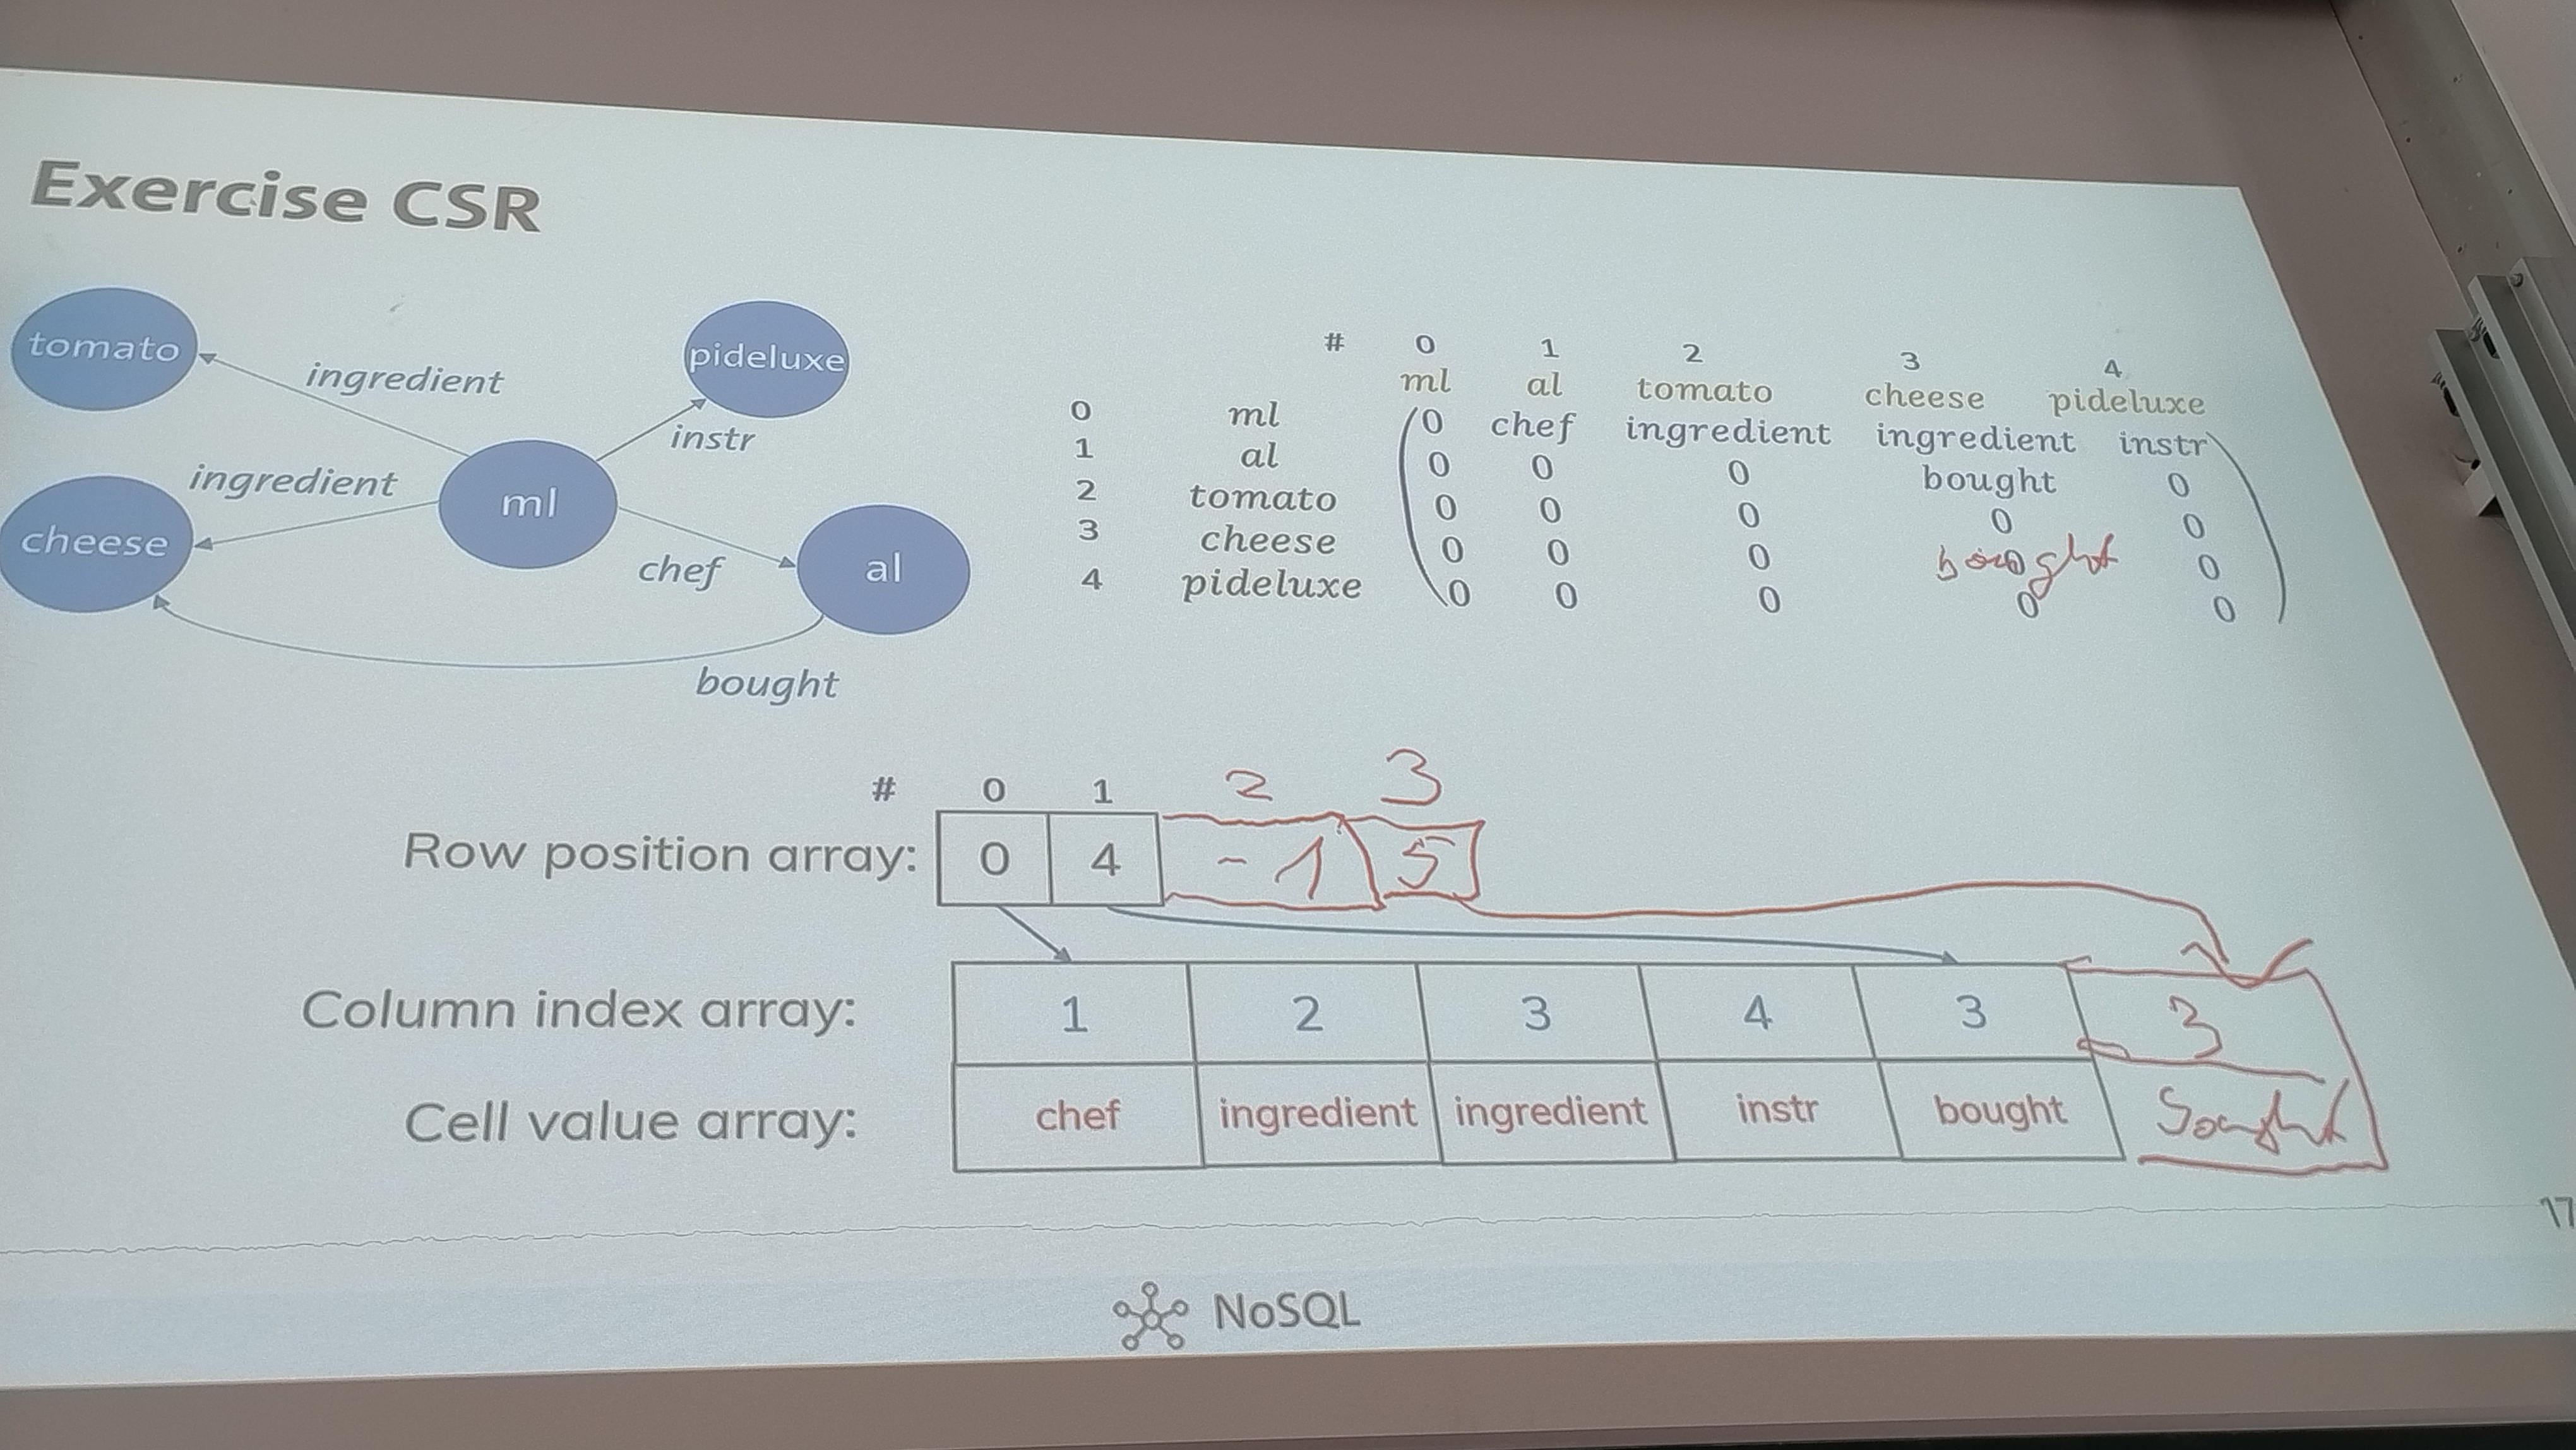 Exercise CSR
tomato
ingredient
pideluxe
instr
ingredient
ml
cheese
chef
al
bought
# 0 1 2 3 4
ml al tomato cheese pideluxe
0 ml 0 chef ingredient ingredient instr
1 al 0 0 0 bought 0
2 tomato 0 0 0 0 0
3 cheese 0 0 0 bought 0
4 pideluxe 0 0 0 0 0
# 0 1 2 3
Row position array: 0 4 -1 5
Column index array: 1 2 3 4 3 3
Cell value array: chef ingredient ingredient instr bought bought
17
NoSQL